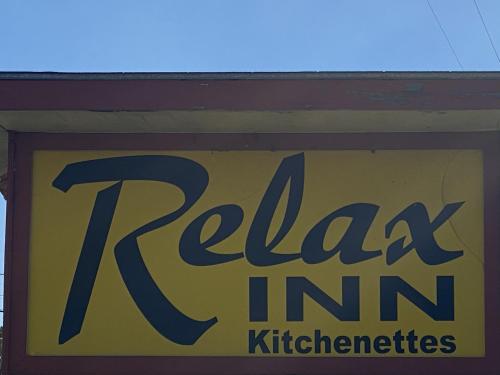 Relax
INN
Kitchenettes